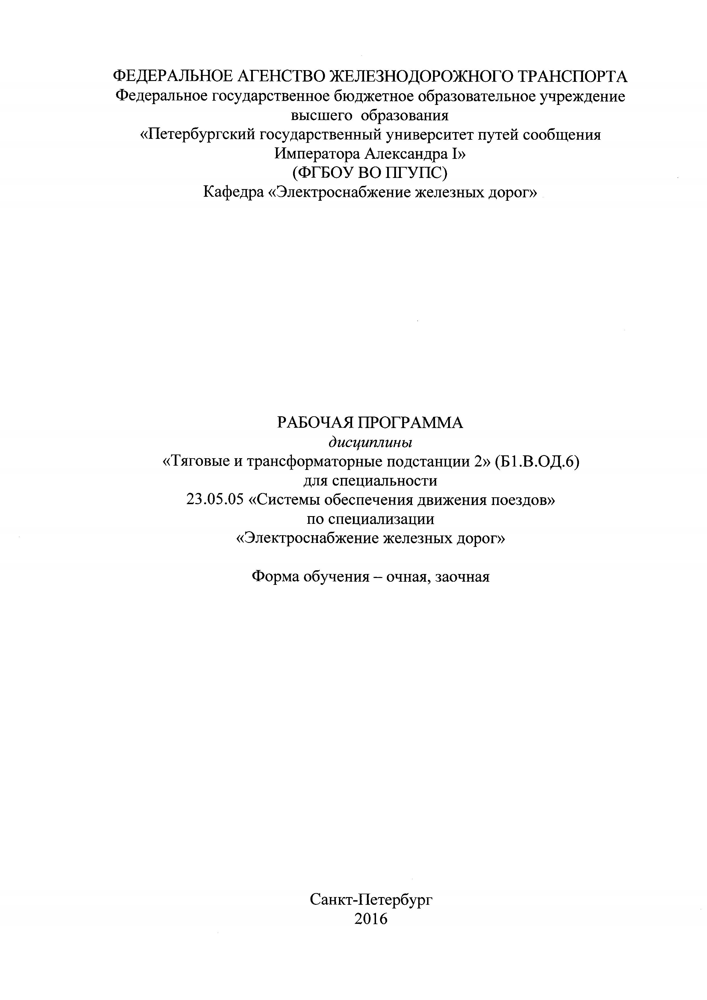 ФЕДЕРАЛЬНОЕ АГЕНСТВО ЖЕЛЕЗНОДОРОЖНОГО ТРАНСПОРТА
Федеральное государственное бюджетное образовательное учреждение
высшего образования
«Петербургский государственный университет путей сообщения
Императора Александра I»
(ФГБОУ ВО ПГУПС)
Кафедра «Электроснабжение железных дорог»
РАБОЧАЯ ПРОГРАММА
дисциплины
«Тяговые и трансформаторные подстанции 2» (Б1.В.ОД.6)
для специальности
23.05.05 «Системы обеспечения движения поездов»
по специализации
«Электроснабжение железных дорог»
Форма обучения – очная, заочная
Санкт-Петербург
2016